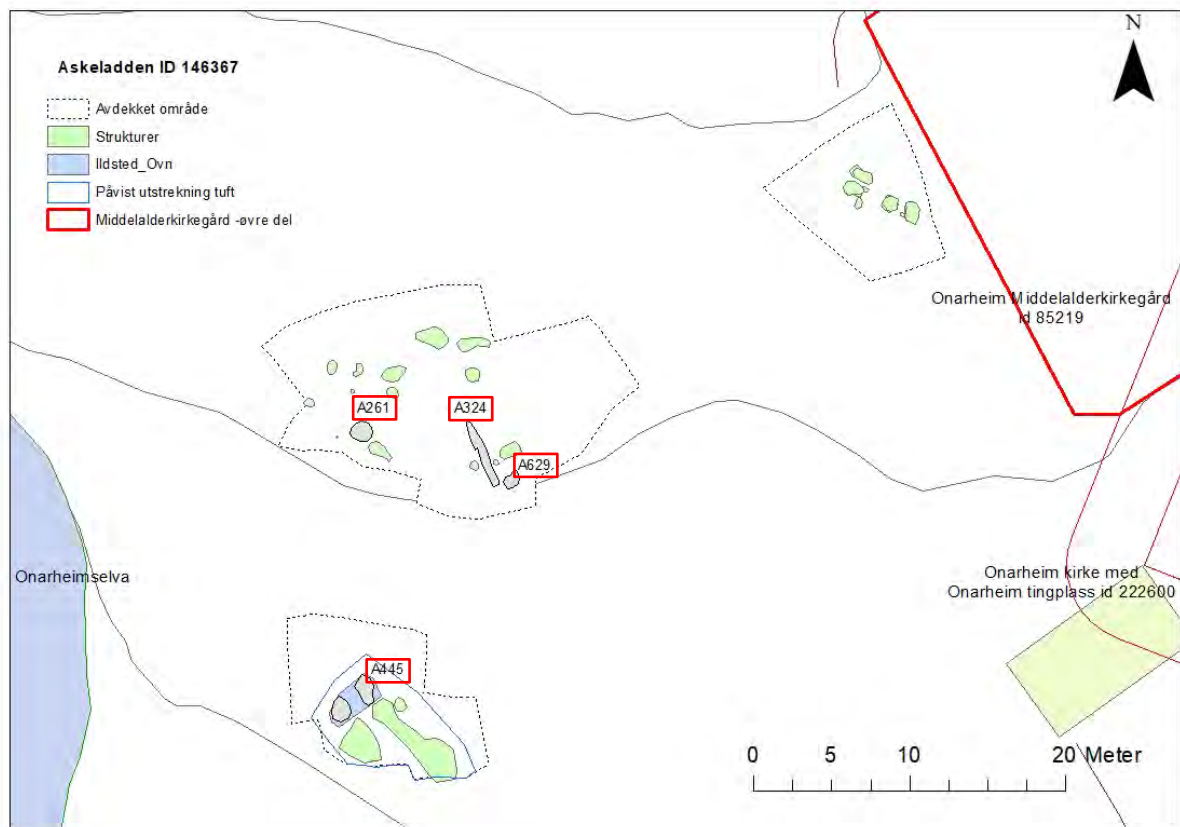 Askeladden ID 146367
Avdekket område
Strukturer
Ildsted_Ovn
Påvist utstrekning tuft
Middelalderkirkegård -øvre del
N
Onarheim Middelalderkirkegård
id 85219
A261
A324
A629
Onarheimselva
Onarheim kirke med
Onarheim tingplass id 222600
A445
0 5 10 20 Meter